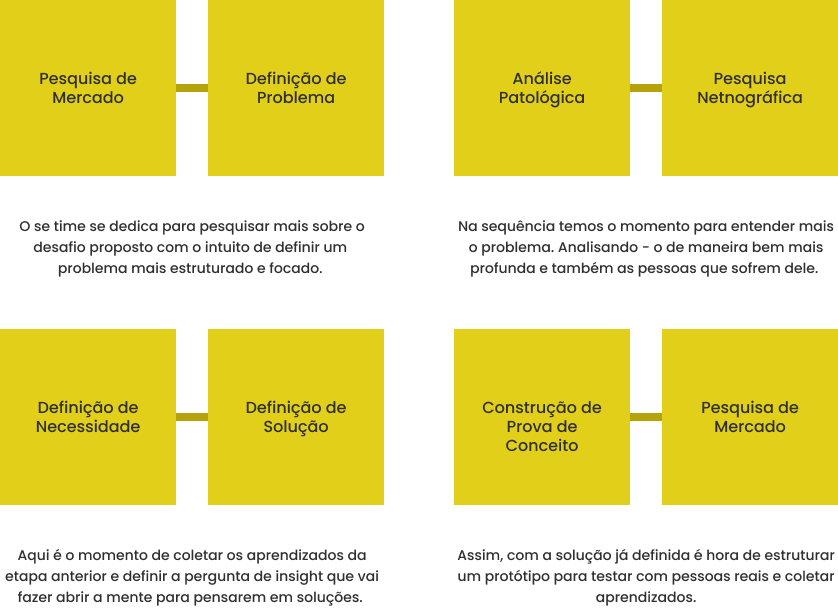 Pesquisa de
Mercado
Definição de
Problema
Análise
Patológica
Pesquisa
Netnográfica
O se time se dedica para pesquisar mais sobre o
desafio proposto com o intuito de definir um
problema mais estruturado e focado.
Na sequência temos o momento para entender mais
o problema. Analisando - o de maneira bem mais
profunda e também as pessoas que sofrem dele.
Definição de
Necessidade
Definição de
Solução
Construção de
Prova de
Conceito
Pesquisa de
Mercado
Aqui é o momento de coletar os aprendizados da
etapa anterior e definir a pergunta de insight que vai
fazer abrir a mente para pensarem em soluções.
Assim, com a solução já definida é hora de estruturar
um protótipo para testar com pessoas reais e coletar
aprendizados.